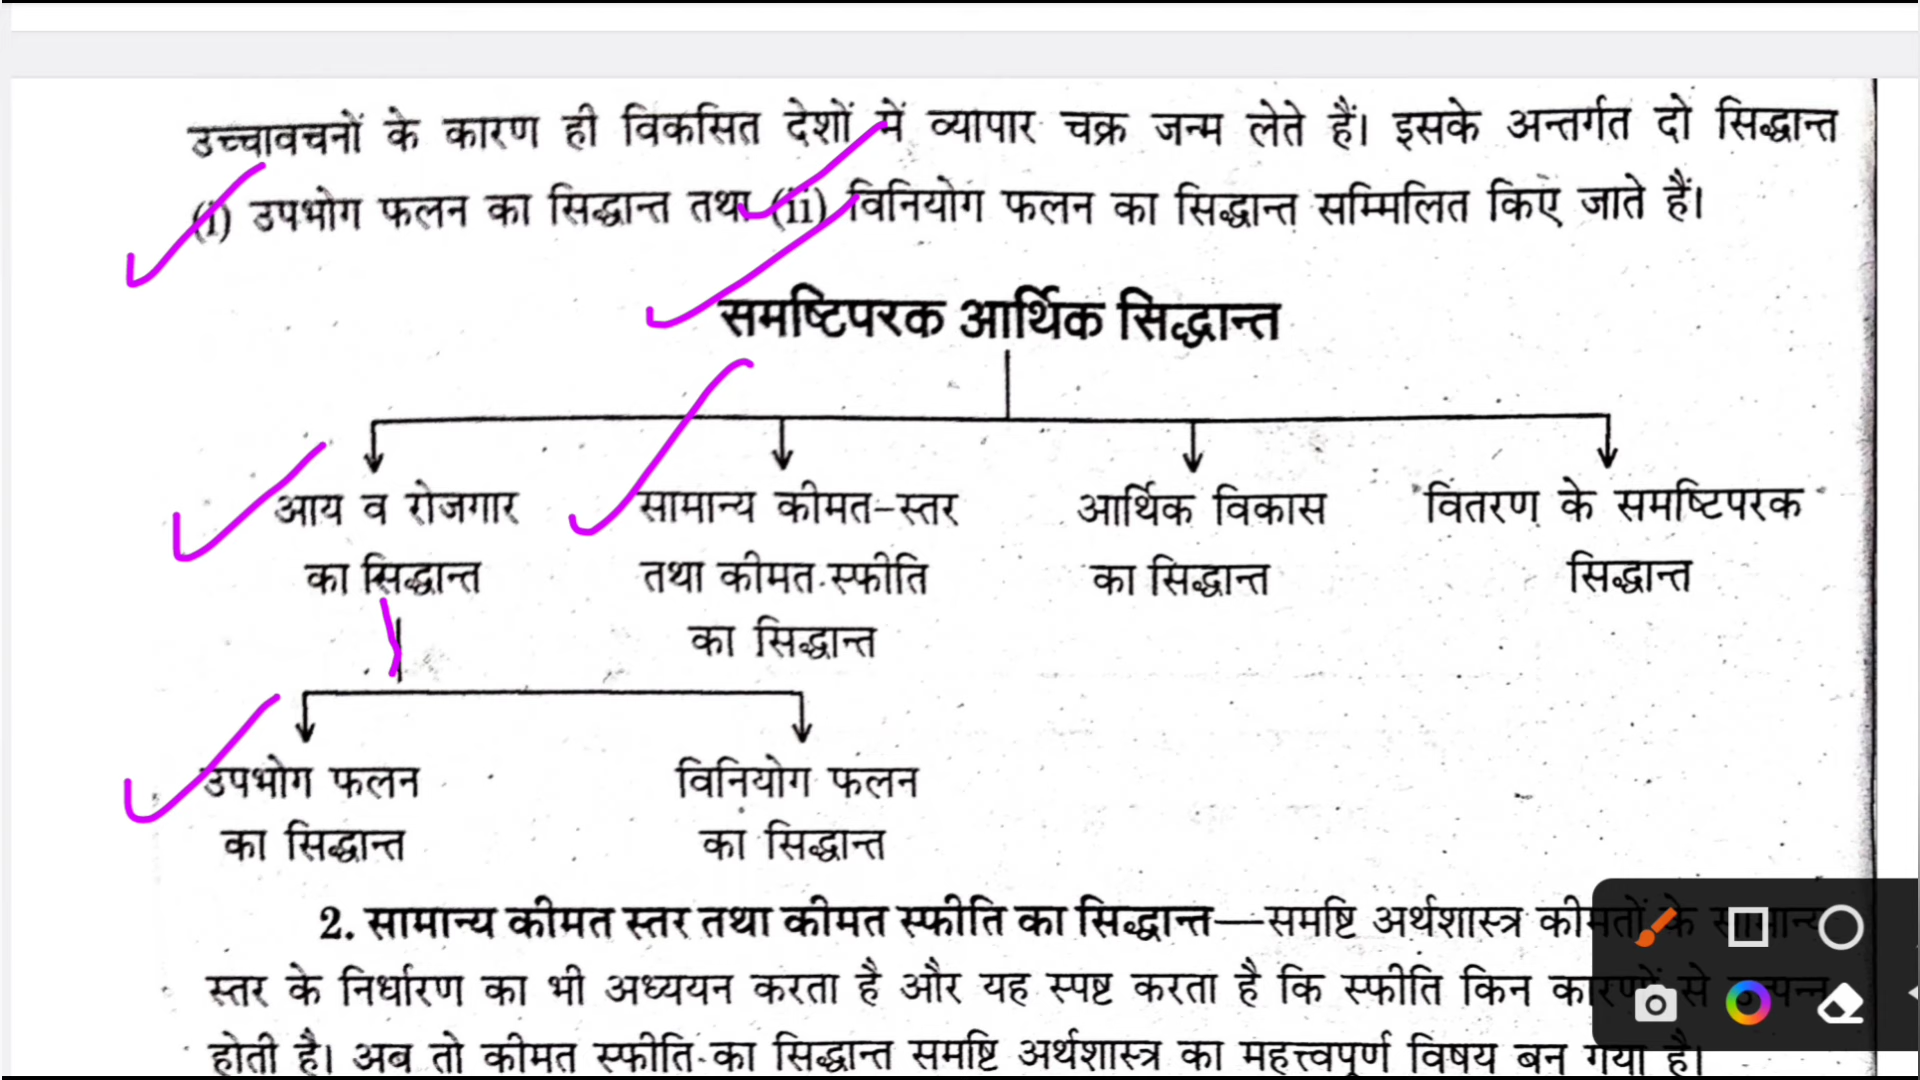 उच्चावचनों के कारण ही विकसित देशों में व्यापार चक्र जन्म लेते हैं। इसके अन्तर्गत दो सिद्धान्त
(i) उपभोग फलन का सिद्धान्त तथा (ii) विनियोग फलन का सिद्धान्त सम्मिलित किए जाते हैं।
समष्टिपरक आर्थिक सिद्धान्त
आय व रोजगार
का सिद्धान्त
सामान्य कीमत-स्तर
तथा कीमत-स्फीति
का सिद्धान्त
आर्थिक विकास
का सिद्धान्त
वितरण के समष्टिपरक
सिद्धान्त
उपभोग फलन
का सिद्धान्त
विनियोग फलन
का सिद्धान्त
2. सामान्य कीमत स्तर तथा कीमत स्फीति का सिद्धान्त—समष्टि अर्थशास्त्र कीमतों के सामान्य
स्तर के निर्धारण का भी अध्ययन करता है और यह स्पष्ट करता है कि स्फीति किन कारणों से उत्पन्न
होती है। अब तो कीमत स्फीति का सिद्धान्त समष्टि अर्थशास्त्र का महत्त्वपूर्ण विषय बन गया है।